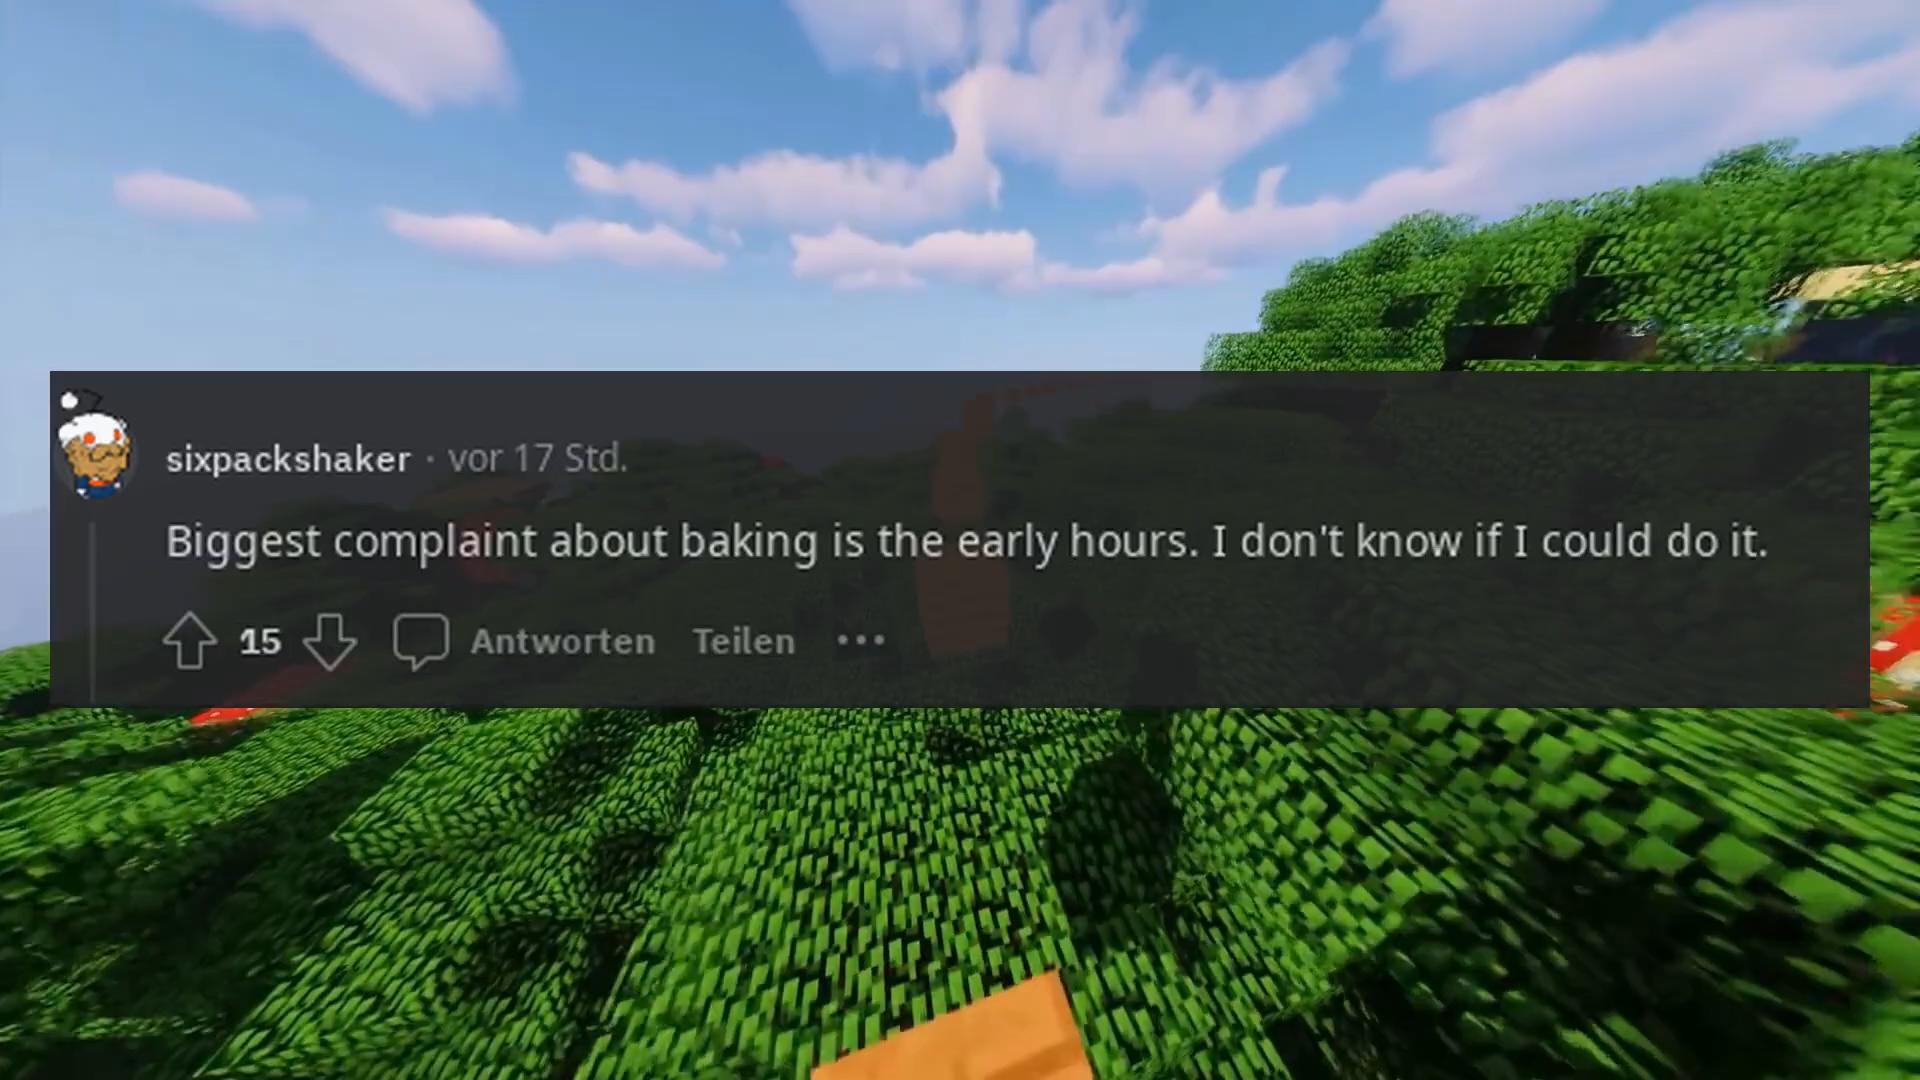 sixpackshaker · vor 17 Std.
Biggest complaint about baking is the early hours. I don't know if I could do it.
15 Antworten Teilen ...